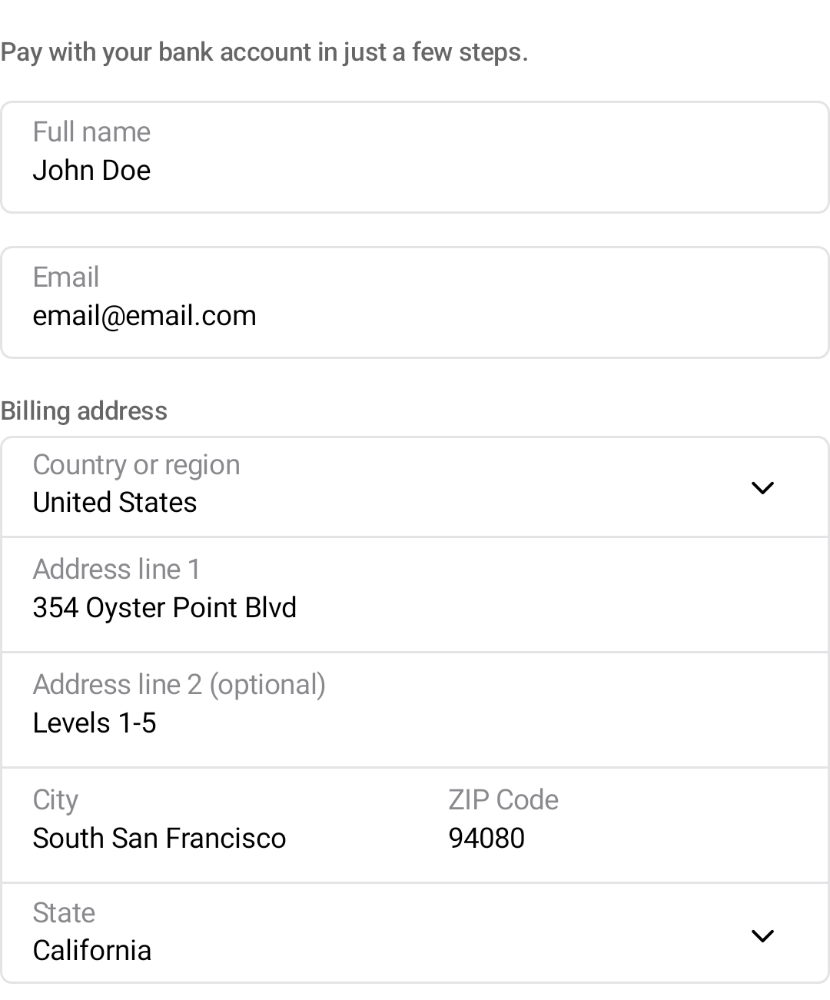 Pay with your bank account in just a few steps.
Full name
John Doe
Email
email@email.com
Billing address
Country or region
United States
Address line 1
354 Oyster Point Blvd
Address line 2 (optional)
Levels 1-5
City
South San Francisco
ZIP Code
94080
State
California